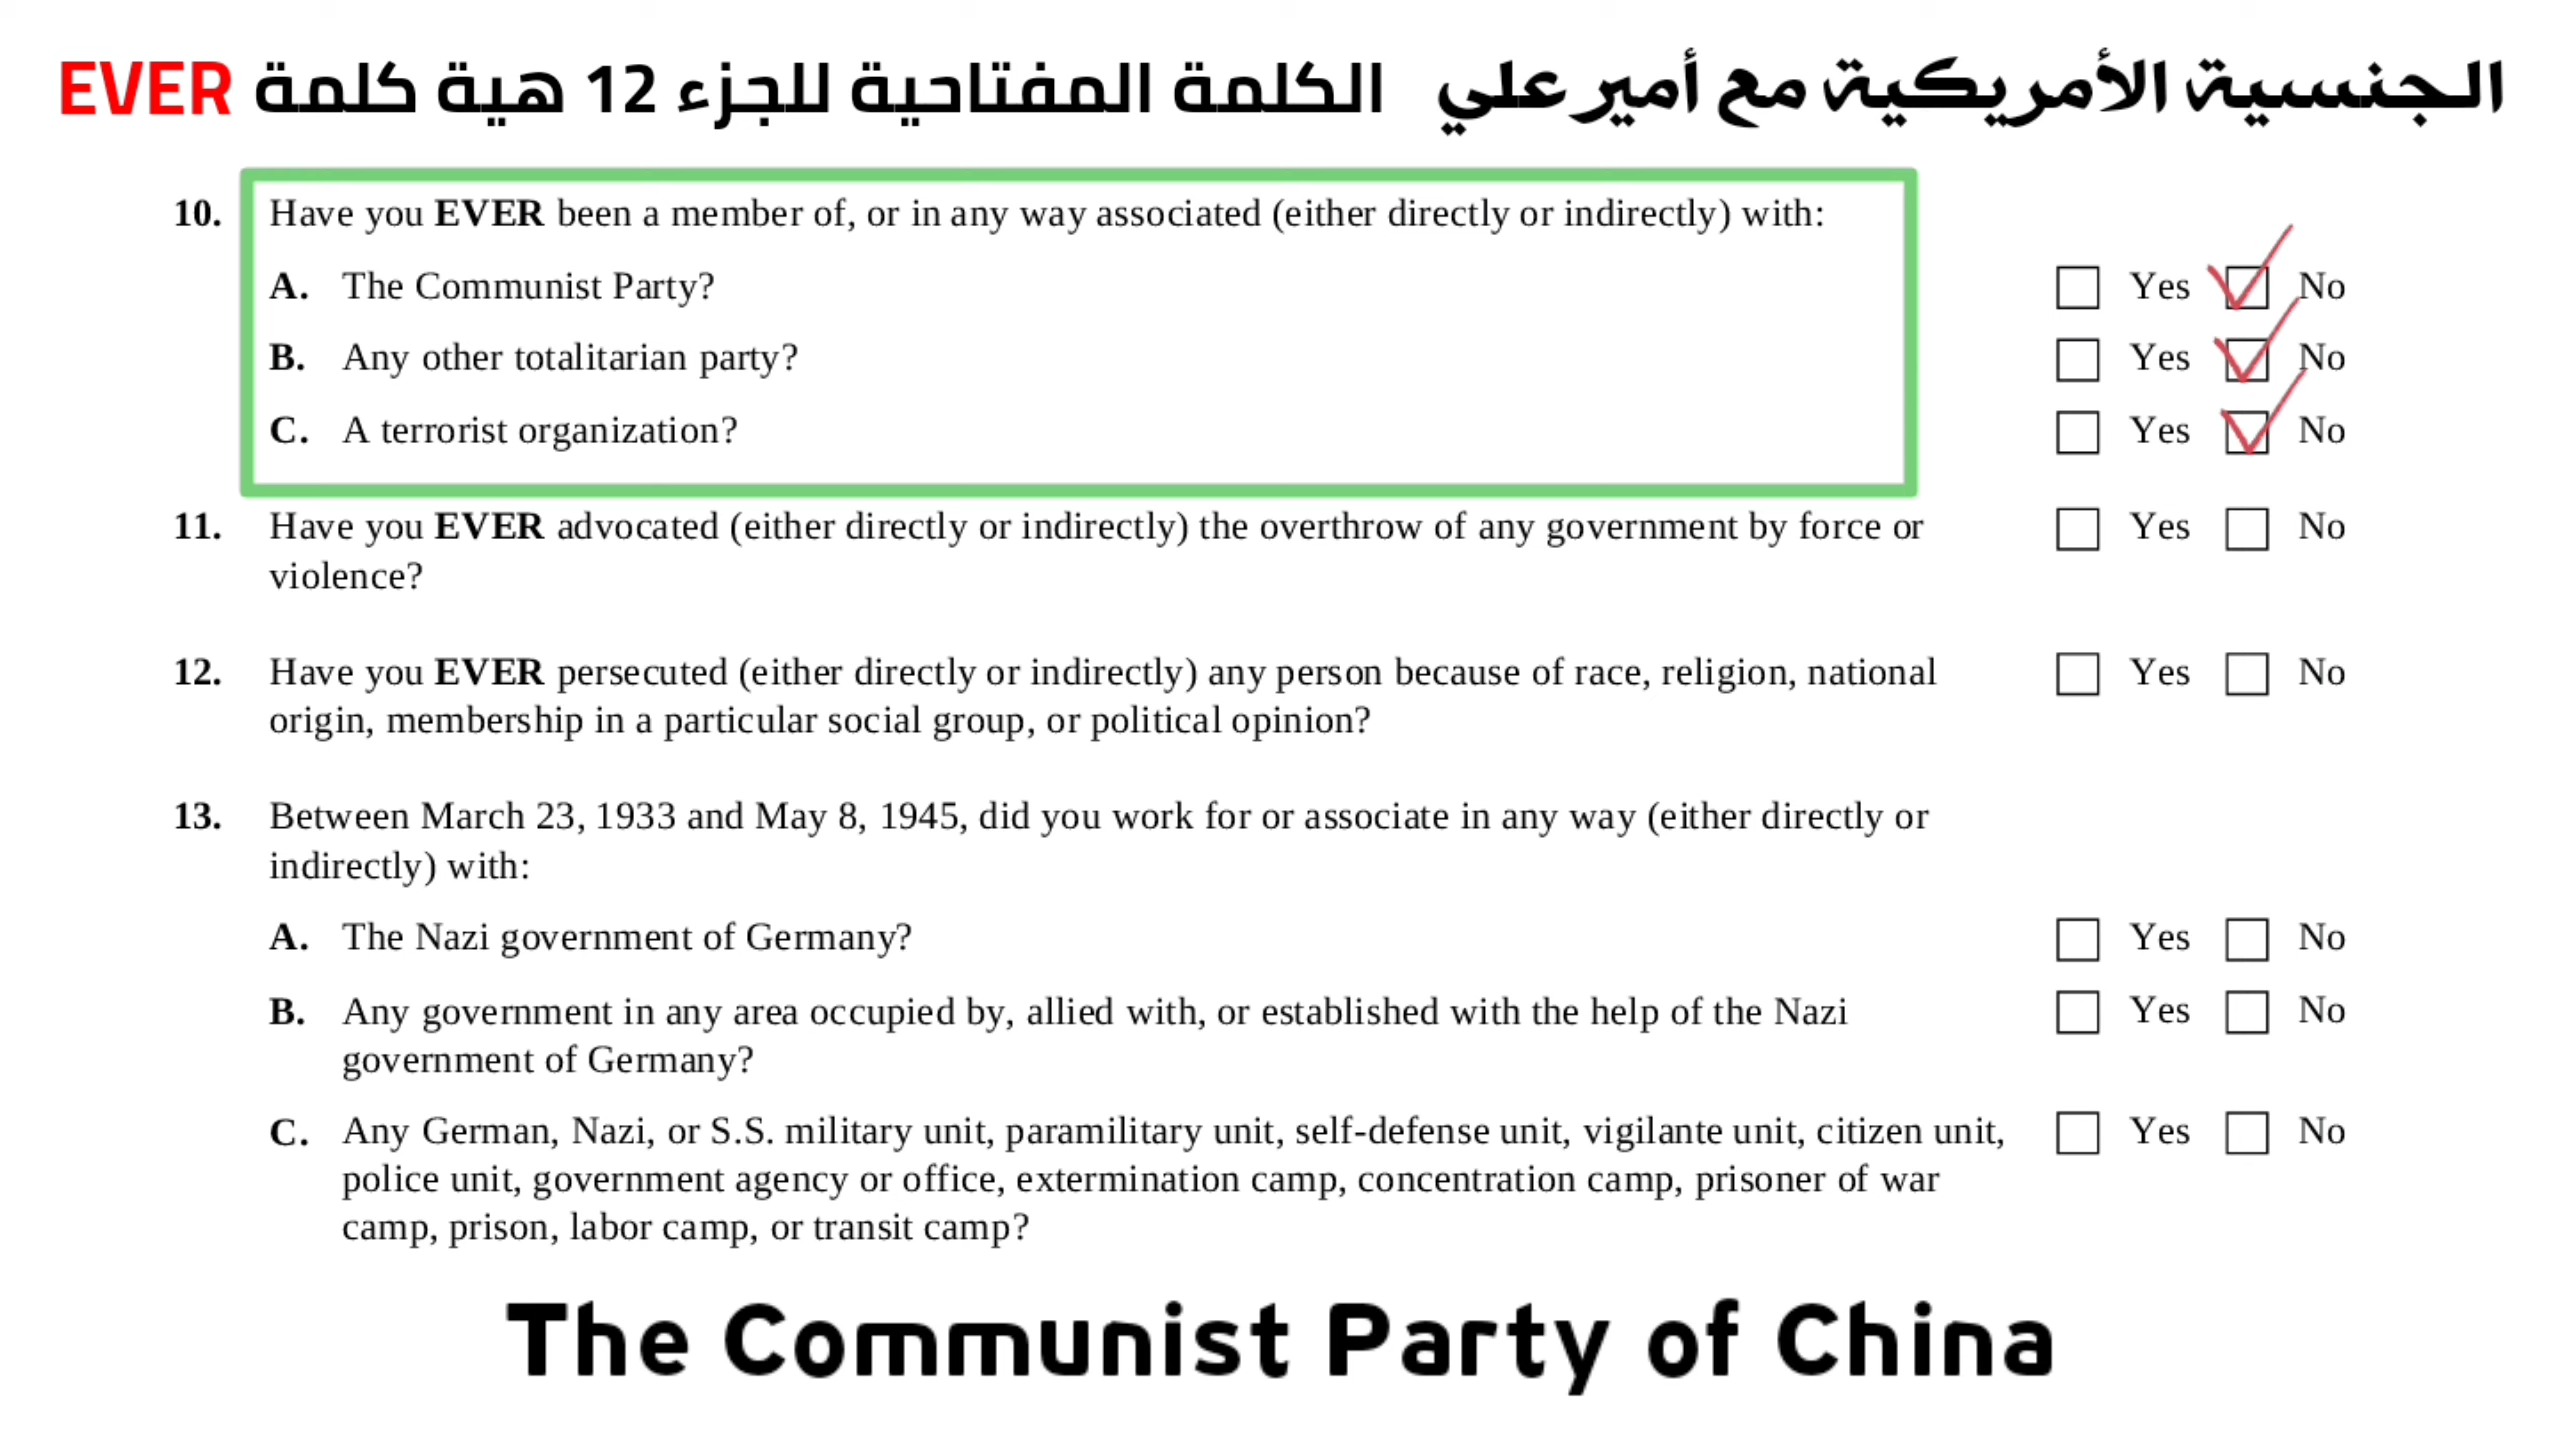 الجنسية الأمريكية مع أمير علي الكلمة المفتاحية للجزء 12 هية كلمة EVER
10. Have you EVER been a member of, or in any way associated (either directly or indirectly) with:
A. The Communist Party? Yes No
B. Any other totalitarian party? Yes No
C. A terrorist organization? Yes No
11. Have you EVER advocated (either directly or indirectly) the overthrow of any government by force or Yes No
violence?
12. Have you EVER persecuted (either directly or indirectly) any person because of race, religion, national Yes No
origin, membership in a particular social group, or political opinion?
13. Between March 23, 1933 and May 8, 1945, did you work for or associate in any way (either directly or
indirectly) with:
A. The Nazi government of Germany? Yes No
B. Any government in any area occupied by, allied with, or established with the help of the Nazi Yes No
government of Germany?
C. Any German, Nazi, or S.S. military unit, paramilitary unit, self-defense unit, vigilante unit, citizen unit, Yes No
police unit, government agency or office, extermination camp, concentration camp, prisoner of war
camp, prison, labor camp, or transit camp?
The Communist Party of China